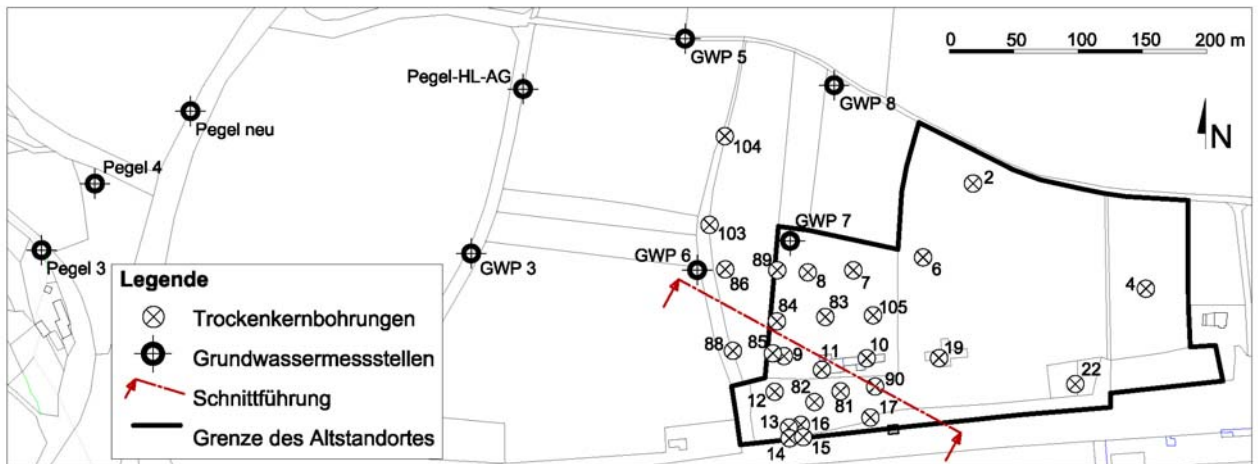 GWP 5
0 50 100 150 200 m
Pegel-HL-AG
GWP 8
Pegel neu
N
104
Pegel 4
2
103
GWP 7
Pegel 3
GWP 3
GWP 6
89
8
7
6
86
4
Legende
Trockenkernbohrungen
Grundwassermessstellen
Schnittführung
Grenze des Altstandortes
84
83
105
88
85
9
11
10
19
12
82
81
90
22
13
16
17
14
15